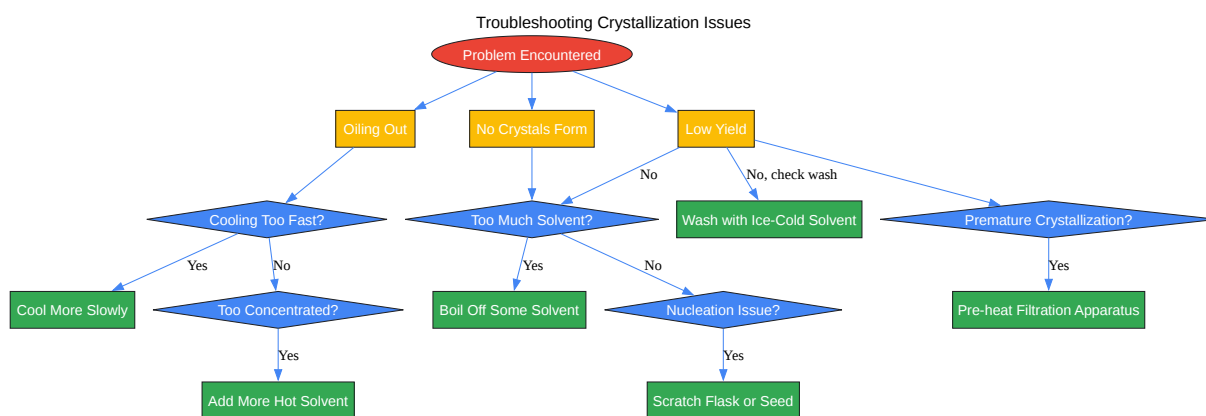 Troubleshooting Crystallization Issues
Problem Encountered
Oiling Out
No Crystals Form
Low Yield
No
No, check wash
Cooling Too Fast?
Too Much Solvent?
Wash with Ice-Cold Solvent
Premature Crystallization?
Yes
No
Yes
No
Yes
Cool More Slowly
Too Concentrated?
Boil Off Some Solvent
Nucleation Issue?
Pre-heat Filtration Apparatus
Yes
Yes
Add More Hot Solvent
Scratch Flask or Seed